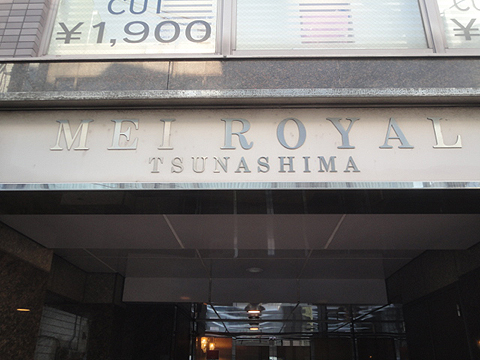 CUT
¥1,900
MEI ROYAL
TSUNASHIMA